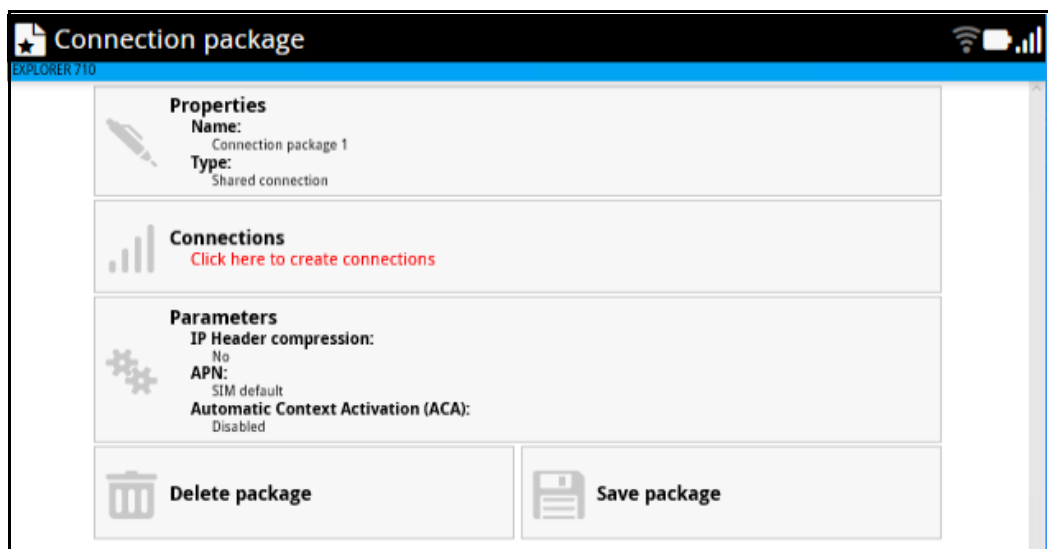 Connection package
EXPLORER 710
Properties
Name:
Connection package 1
Type:
Shared connection
Connections
Click here to create connections
Parameters
IP Header compression:
No
APN:
SIM default
Automatic Context Activation (ACA):
Disabled
Delete package
Save package